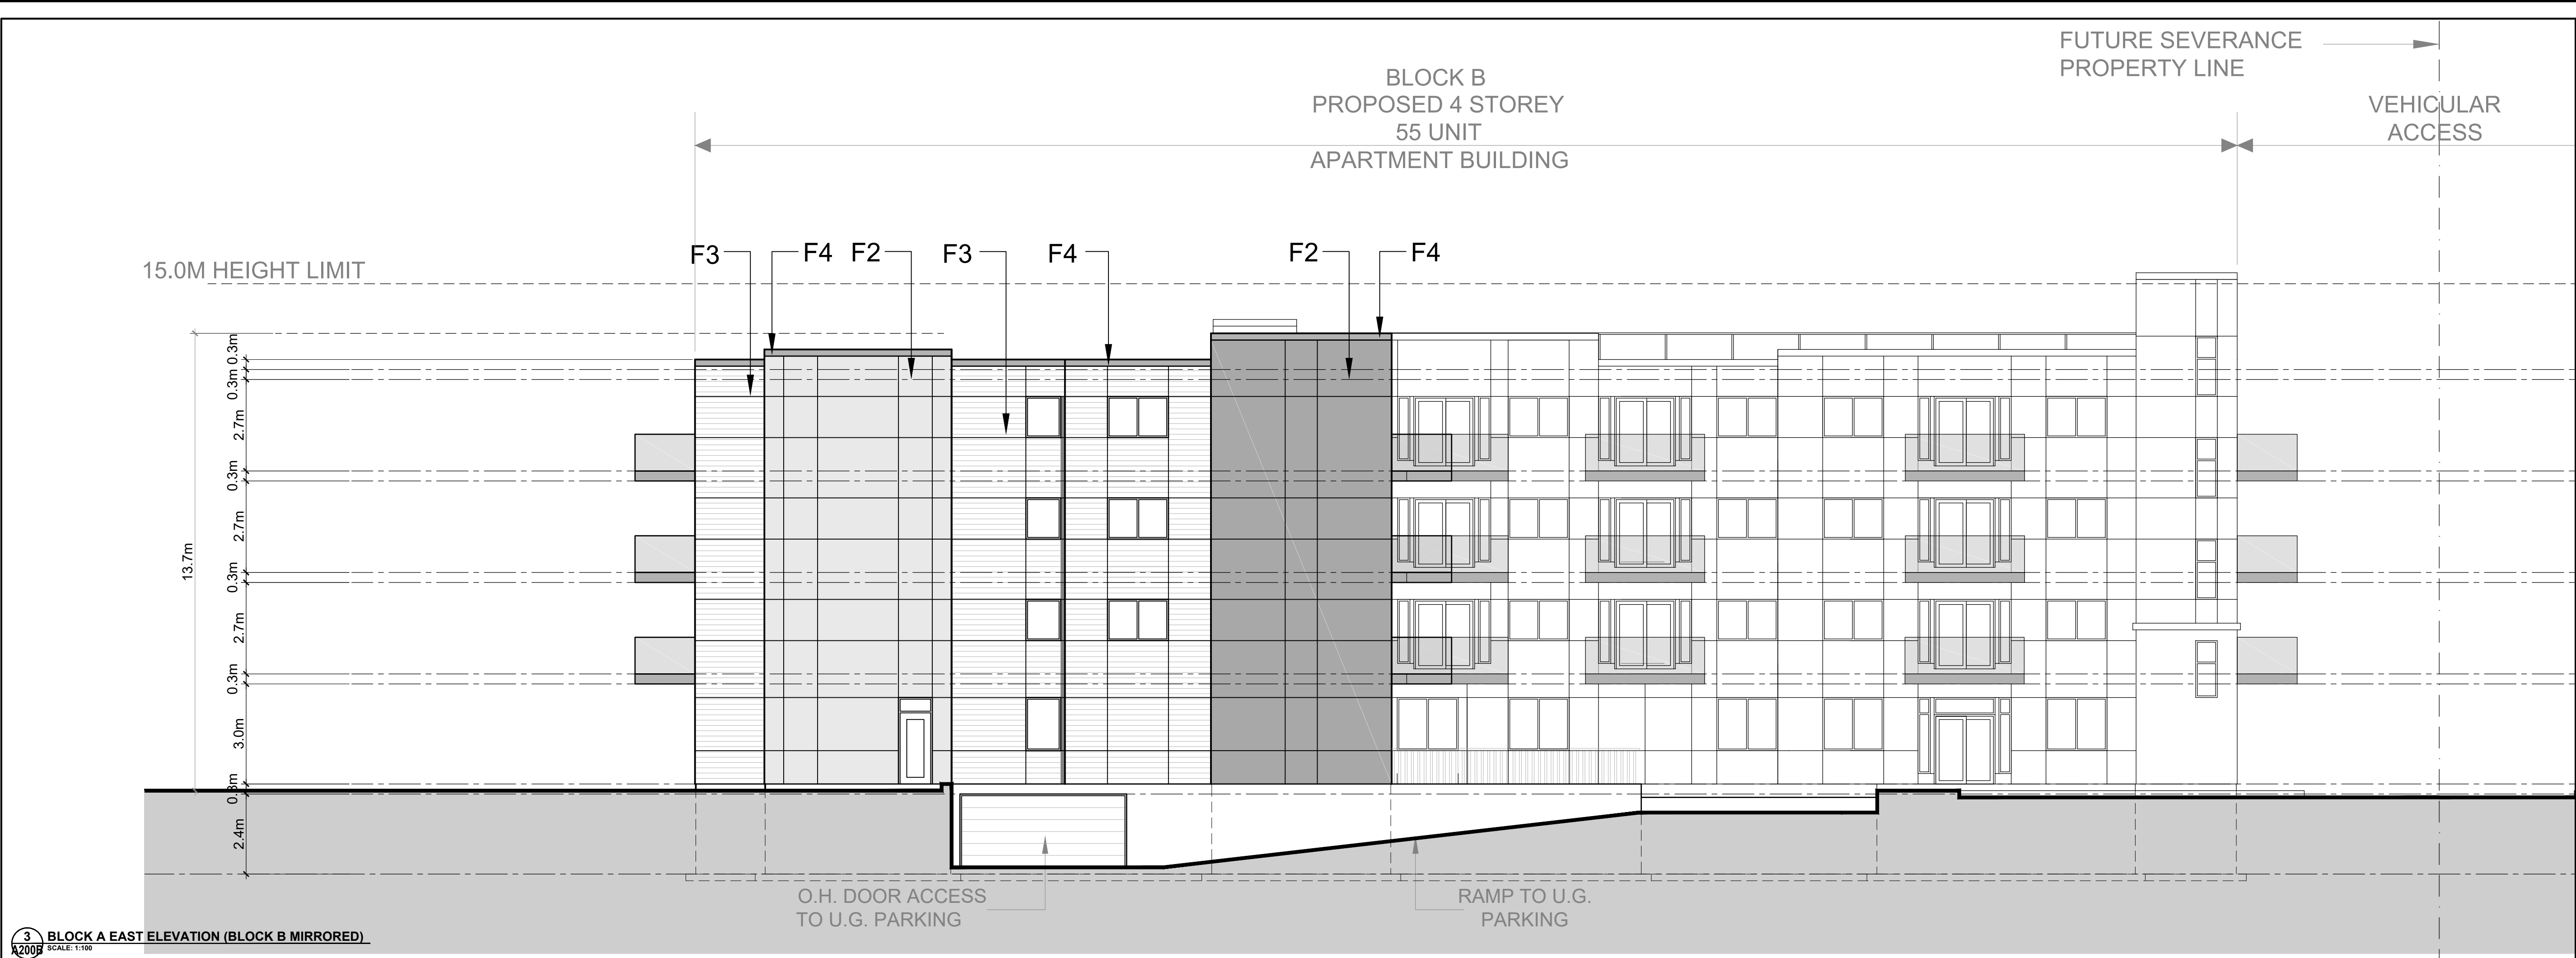 FUTURE SEVERANCE
PROPERTY LINE
BLOCK B
PROPOSED 4 STOREY
55 UNIT
APARTMENT BUILDING
VEHICULAR
ACCESS
15.0M HEIGHT LIMIT
F3
F4
F2
F3
F4
F2
F4
0.3m
0.3m
2.7m
0.3m
2.7m
0.3m
2.7m
0.3m
3.0m
0.3m
2.4m
13.7m
O.H. DOOR ACCESS
TO U.G. PARKING
RAMP TO U.G.
PARKING
3
A200B
BLOCK A EAST ELEVATION (BLOCK B MIRRORED)
SCALE: 1:100